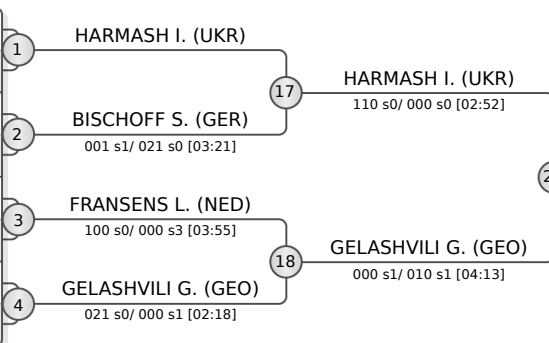 1
HARMASH I. (UKR)
17
HARMASH I. (UKR)
110 s0/ 000 s0 [02:52]
2
BISCHOFF S. (GER)
001 s1/ 021 s0 [03:21]
3
FRANSENS L. (NED)
100 s0/ 000 s3 [03:55]
18
GELASHVILI G. (GEO)
000 s1/ 010 s1 [04:13]
4
GELASHVILI G. (GEO)
021 s0/ 000 s1 [02:18]